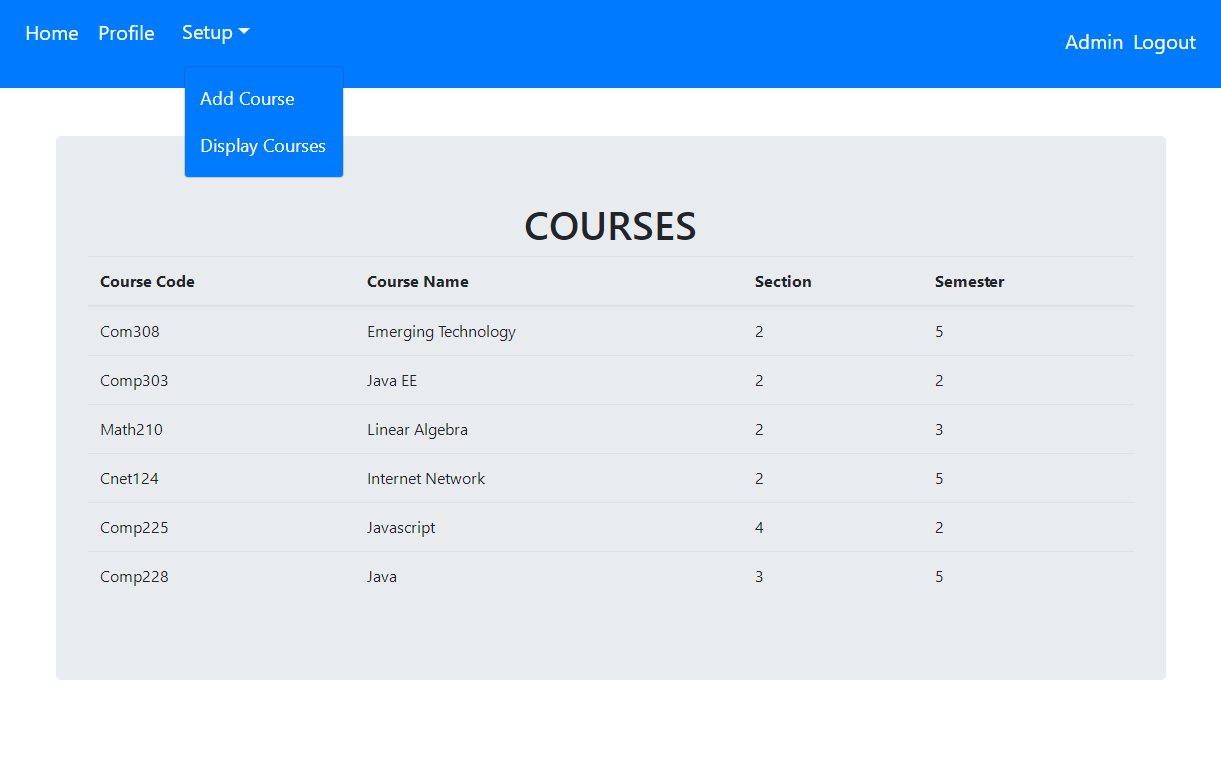 Home Profile Setup
Admin Logout
Add Course
Display Courses
COURSES
Course Code Course Name Section Semester
Com308 Emerging Technology 2 5
Comp303 Java EE 2 2
Math210 Linear Algebra 2 3
Cnet124 Internet Network 2 5
Comp225 Javascript 4 2
Comp228 Java 3 5